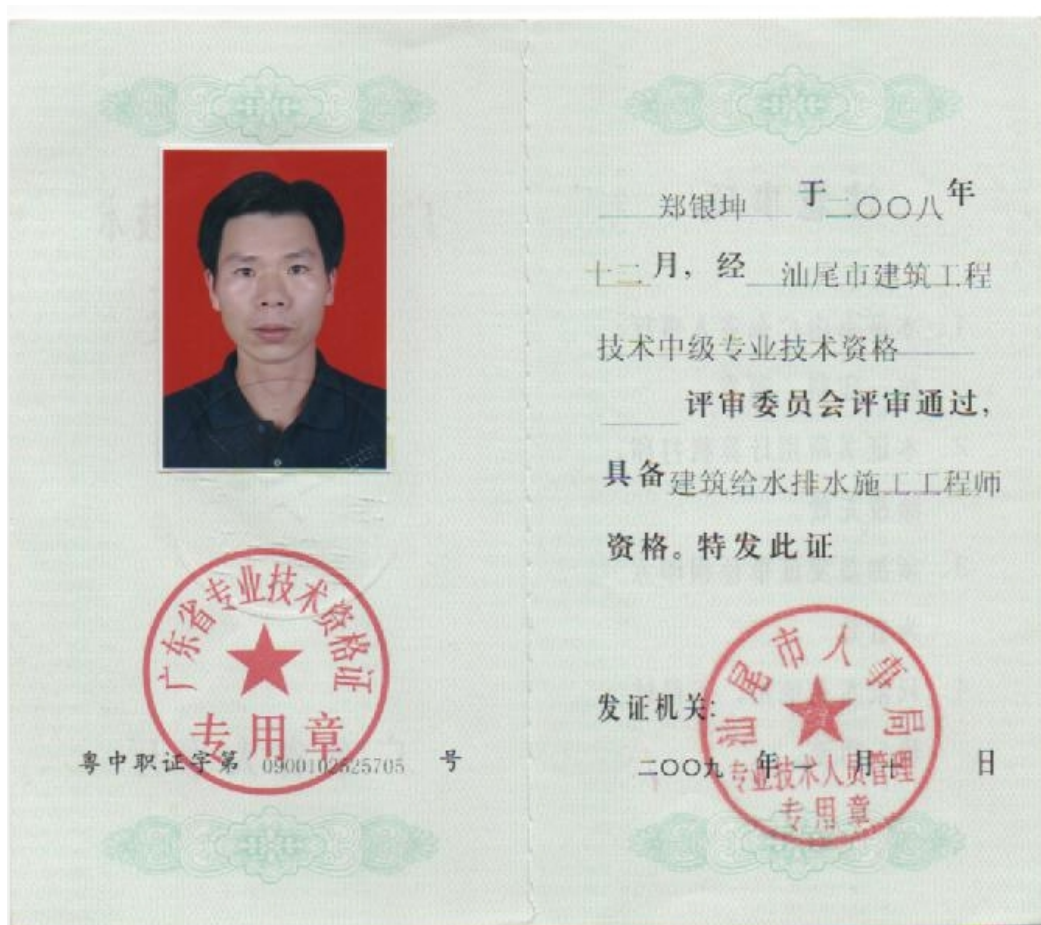 广东省专业技术资格证
专用章
粤中职证字第 0900102525705 号
郑银坤 于二〇〇八年
十二月，经 汕尾市建筑工程
技术中级专业技术资格
评审委员会评审通过，
具备建筑给水排水施工工程师
资格。特发此证
汕尾市人事局
发证机关:
二〇〇九 年 一 月 十 日
专业技术人员管理
专用章